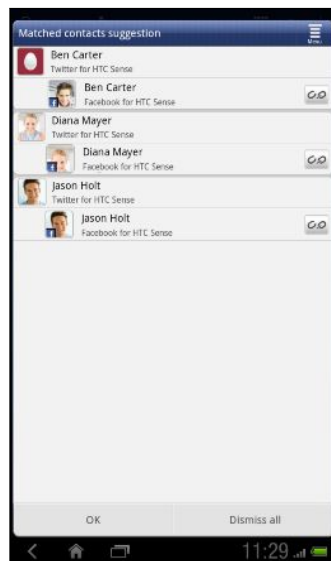 Matched contacts suggestion
Menu
Ben Carter
Twitter for HTC Sense
Ben Carter
Facebook for HTC Sense
Diana Mayer
Twitter for HTC Sense
Diana Mayer
Facebook for HTC Sense
Jason Holt
Twitter for HTC Sense
Jason Holt
Facebook for HTC Sense
OK
Dismiss all
11:29